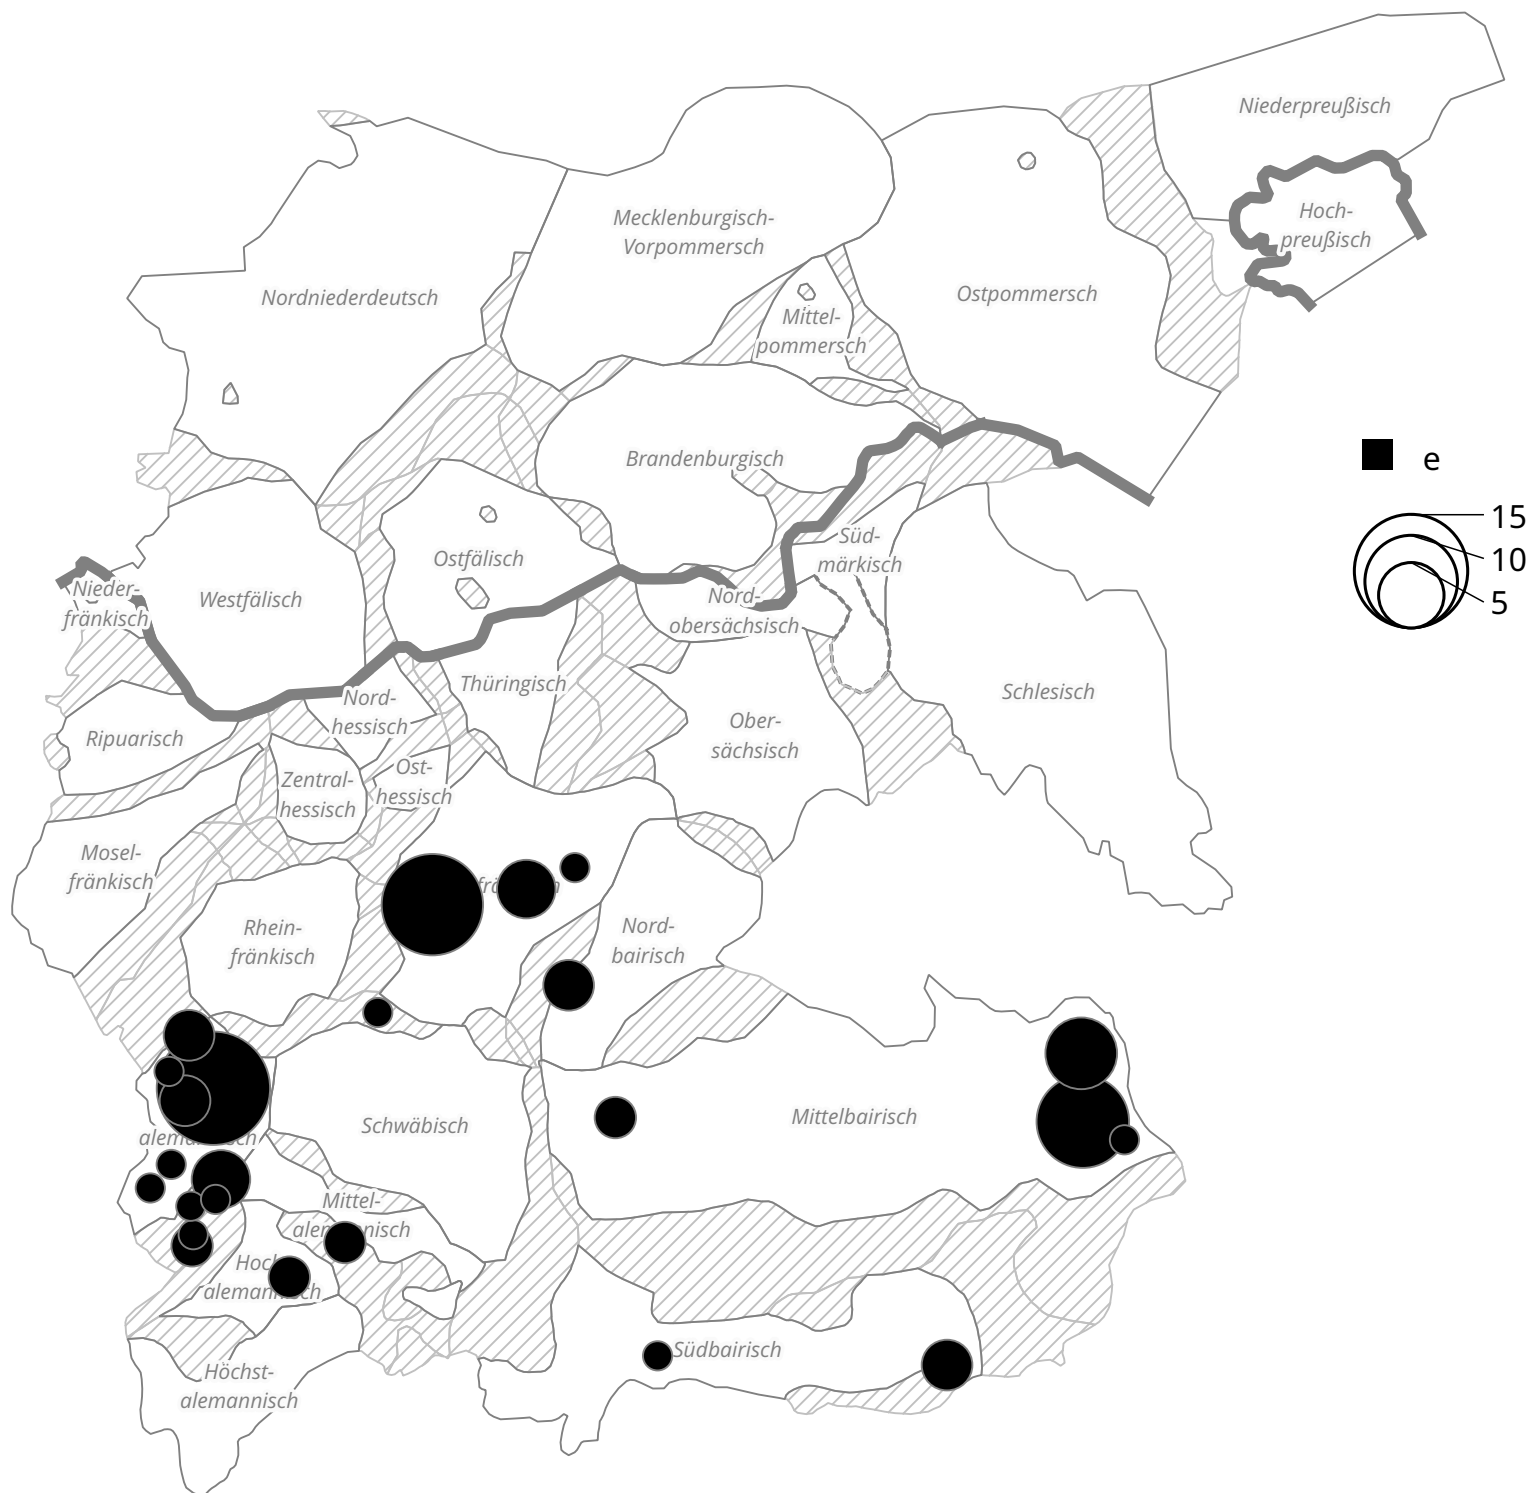 Niederpreußisch
Hoch-
preußisch
Mecklenburgisch-
Vorpommersch
Nordniederdeutsch
Ostpommersch
Mittel-
pommersch
Brandenburgisch
e
15
10
5
Süd-
märkisch
Ostfälisch
Nieder-
fränkisch
Westfälisch
Nord-
obersächsisch
Thüringisch
Schlesisch
Nord-
hessisch
Ripuarisch
Ober-
sächsisch
Zentral-
hessisch
Ost-
hessisch
Mosel-
fränkisch
Rhein-
fränkisch
Nord-
bairisch
Schwäbisch
Mittelbairisch
Mittel-
Südbairisch
Höchst-
alemannisch